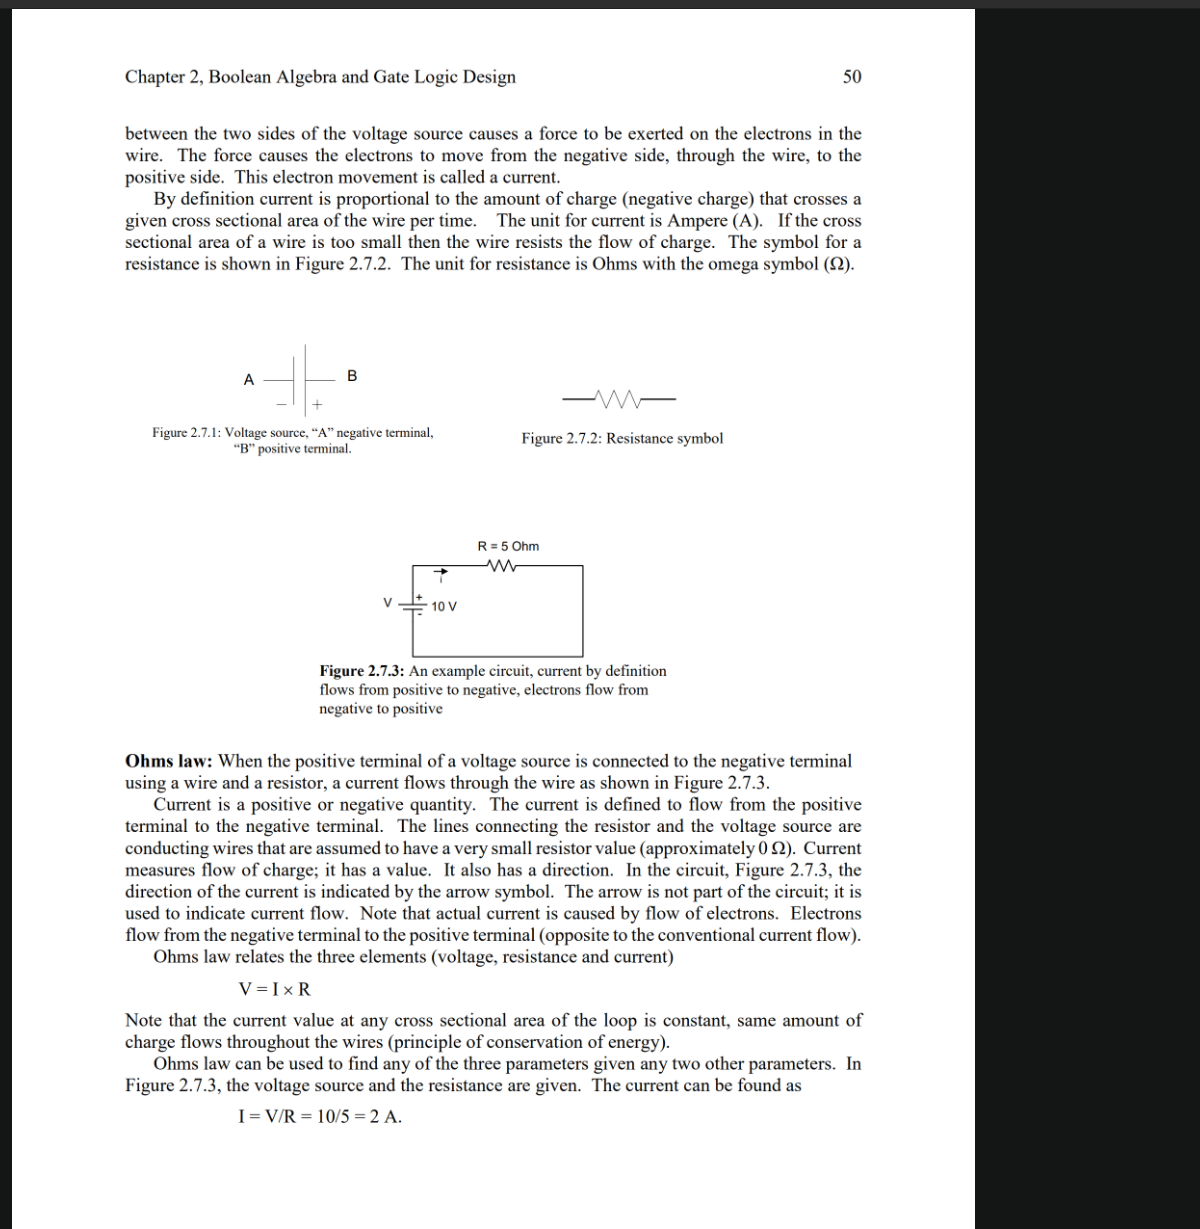 Chapter 2, Boolean Algebra and Gate Logic Design 50
between the two sides of the voltage source causes a force to be exerted on the electrons in the
wire. The force causes the electrons to move from the negative side, through the wire, to the
positive side. This electron movement is called a current.
By definition current is proportional to the amount of charge (negative charge) that crosses a
given cross sectional area of the wire per time. The unit for current is Ampere (A). If the cross
sectional area of a wire is too small then the wire resists the flow of charge. The symbol for a
resistance is shown in Figure 2.7.2. The unit for resistance is Ohms with the omega symbol (Ω).
A B
− +
Figure 2.7.1: Voltage source, “A” negative terminal,
“B” positive terminal.
Figure 2.7.2: Resistance symbol
R = 5 Ohm
i
V + 10 V
-
Figure 2.7.3: An example circuit, current by definition
flows from positive to negative, electrons flow from
negative to positive
Ohms law: When the positive terminal of a voltage source is connected to the negative terminal
using a wire and a resistor, a current flows through the wire as shown in Figure 2.7.3.
Current is a positive or negative quantity. The current is defined to flow from the positive
terminal to the negative terminal. The lines connecting the resistor and the voltage source are
conducting wires that are assumed to have a very small resistor value (approximately 0 Ω). Current
measures flow of charge; it has a value. It also has a direction. In the circuit, Figure 2.7.3, the
direction of the current is indicated by the arrow symbol. The arrow is not part of the circuit; it is
used to indicate current flow. Note that actual current is caused by flow of electrons. Electrons
flow from the negative terminal to the positive terminal (opposite to the conventional current flow).
Ohms law relates the three elements (voltage, resistance and current)
V = I × R
Note that the current value at any cross sectional area of the loop is constant, same amount of
charge flows throughout the wires (principle of conservation of energy).
Ohms law can be used to find any of the three parameters given any two other parameters. In
Figure 2.7.3, the voltage source and the resistance are given. The current can be found as
I = V/R = 10/5 = 2 A.